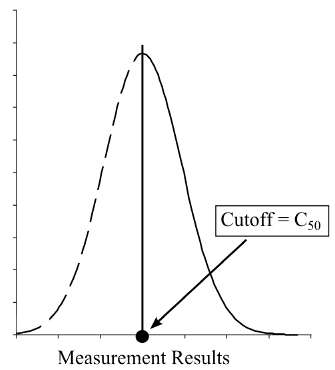 Cutoff = C50
Measurement Results